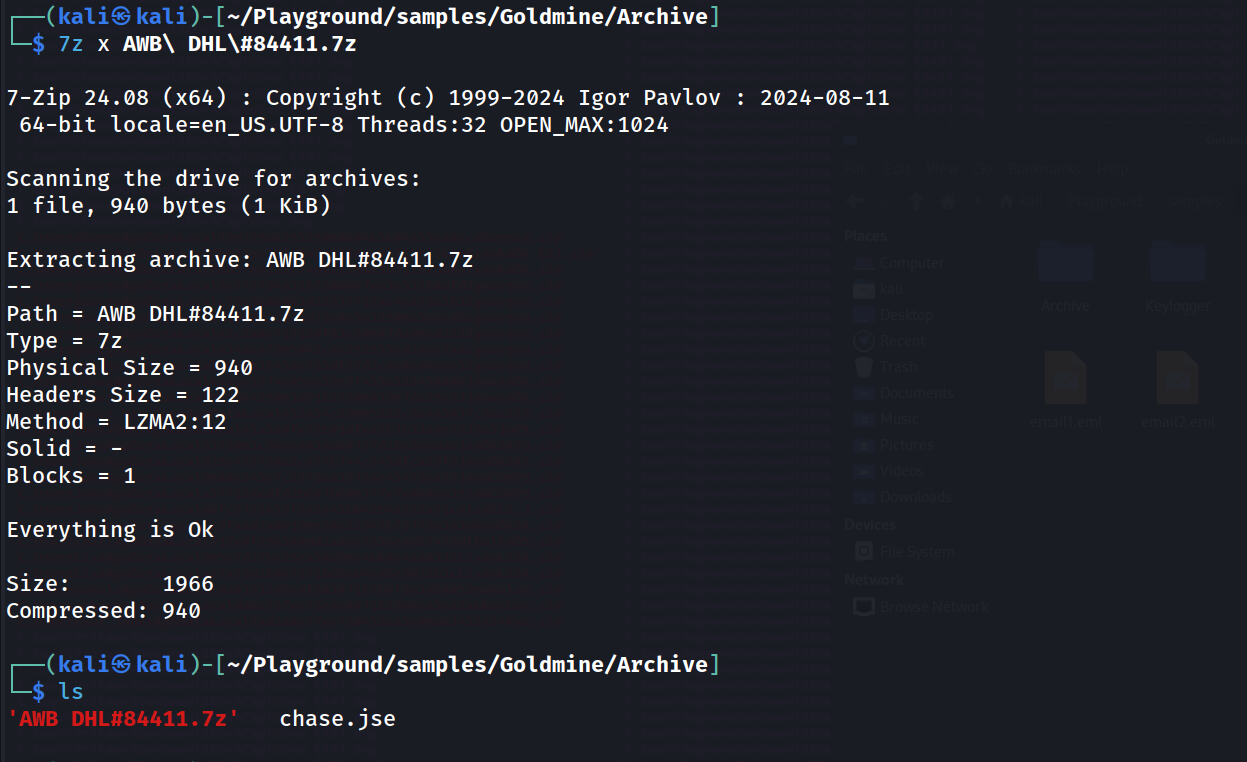 ┌──(kali㉿kali)-[~/Playground/samples/Goldmine/Archive]
└─$ 7z x AWB\ DHL\#84411.7z
7-Zip 24.08 (x64) : Copyright (c) 1999-2024 Igor Pavlov : 2024-08-11
64-bit locale=en_US.UTF-8 Threads:32 OPEN_MAX:1024
Scanning the drive for archives:
1 file, 940 bytes (1 KiB)
Extracting archive: AWB DHL#84411.7z
--
Path = AWB DHL#84411.7z
Type = 7z
Physical Size = 940
Headers Size = 122
Method = LZMA2:12
Solid = -
Blocks = 1
Everything is Ok
Size:       1966
Compressed: 940
┌──(kali㉿kali)-[~/Playground/samples/Goldmine/Archive]
└─$ ls
'AWB DHL#84411.7z'   chase.jse
Places
Computer
kali
Desktop
Recent
Trash
Documents
Music
Pictures
Videos
Downloads
Devices
File System
Network
Browse Network
Archive
Keylogger
email1.eml
email2.eml